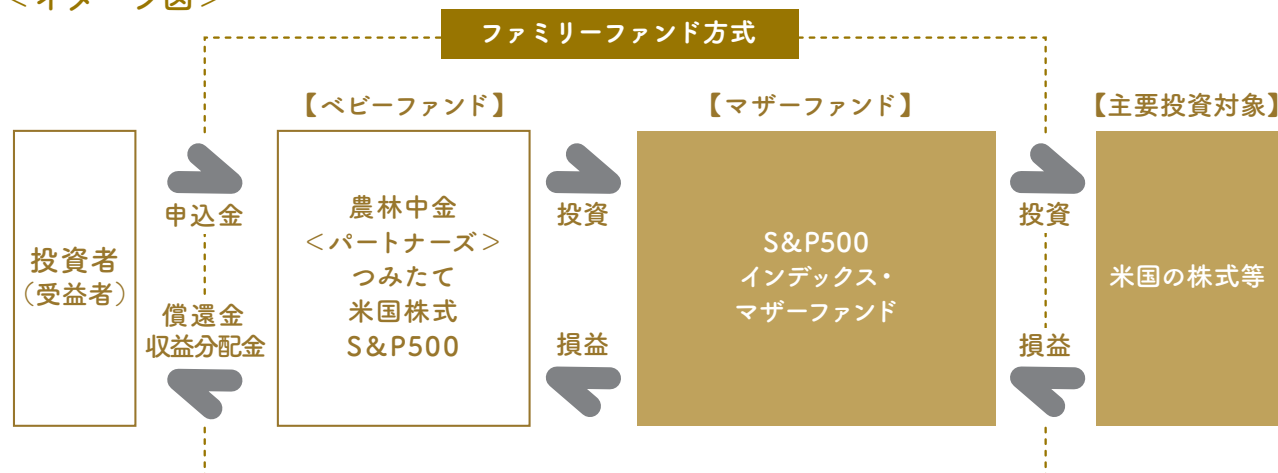 <イメージ図>
ファミリーファンド方式
【ベビーファンド】
【マザーファンド】
【主要投資対象】
投資者
(受益者)
申込金
償還金
収益分配金
農林中金
<パートナーズ>
つみたて
米国株式
S&P500
投資
損益
S&P500
インデックス・
マザーファンド
投資
損益
米国の株式等